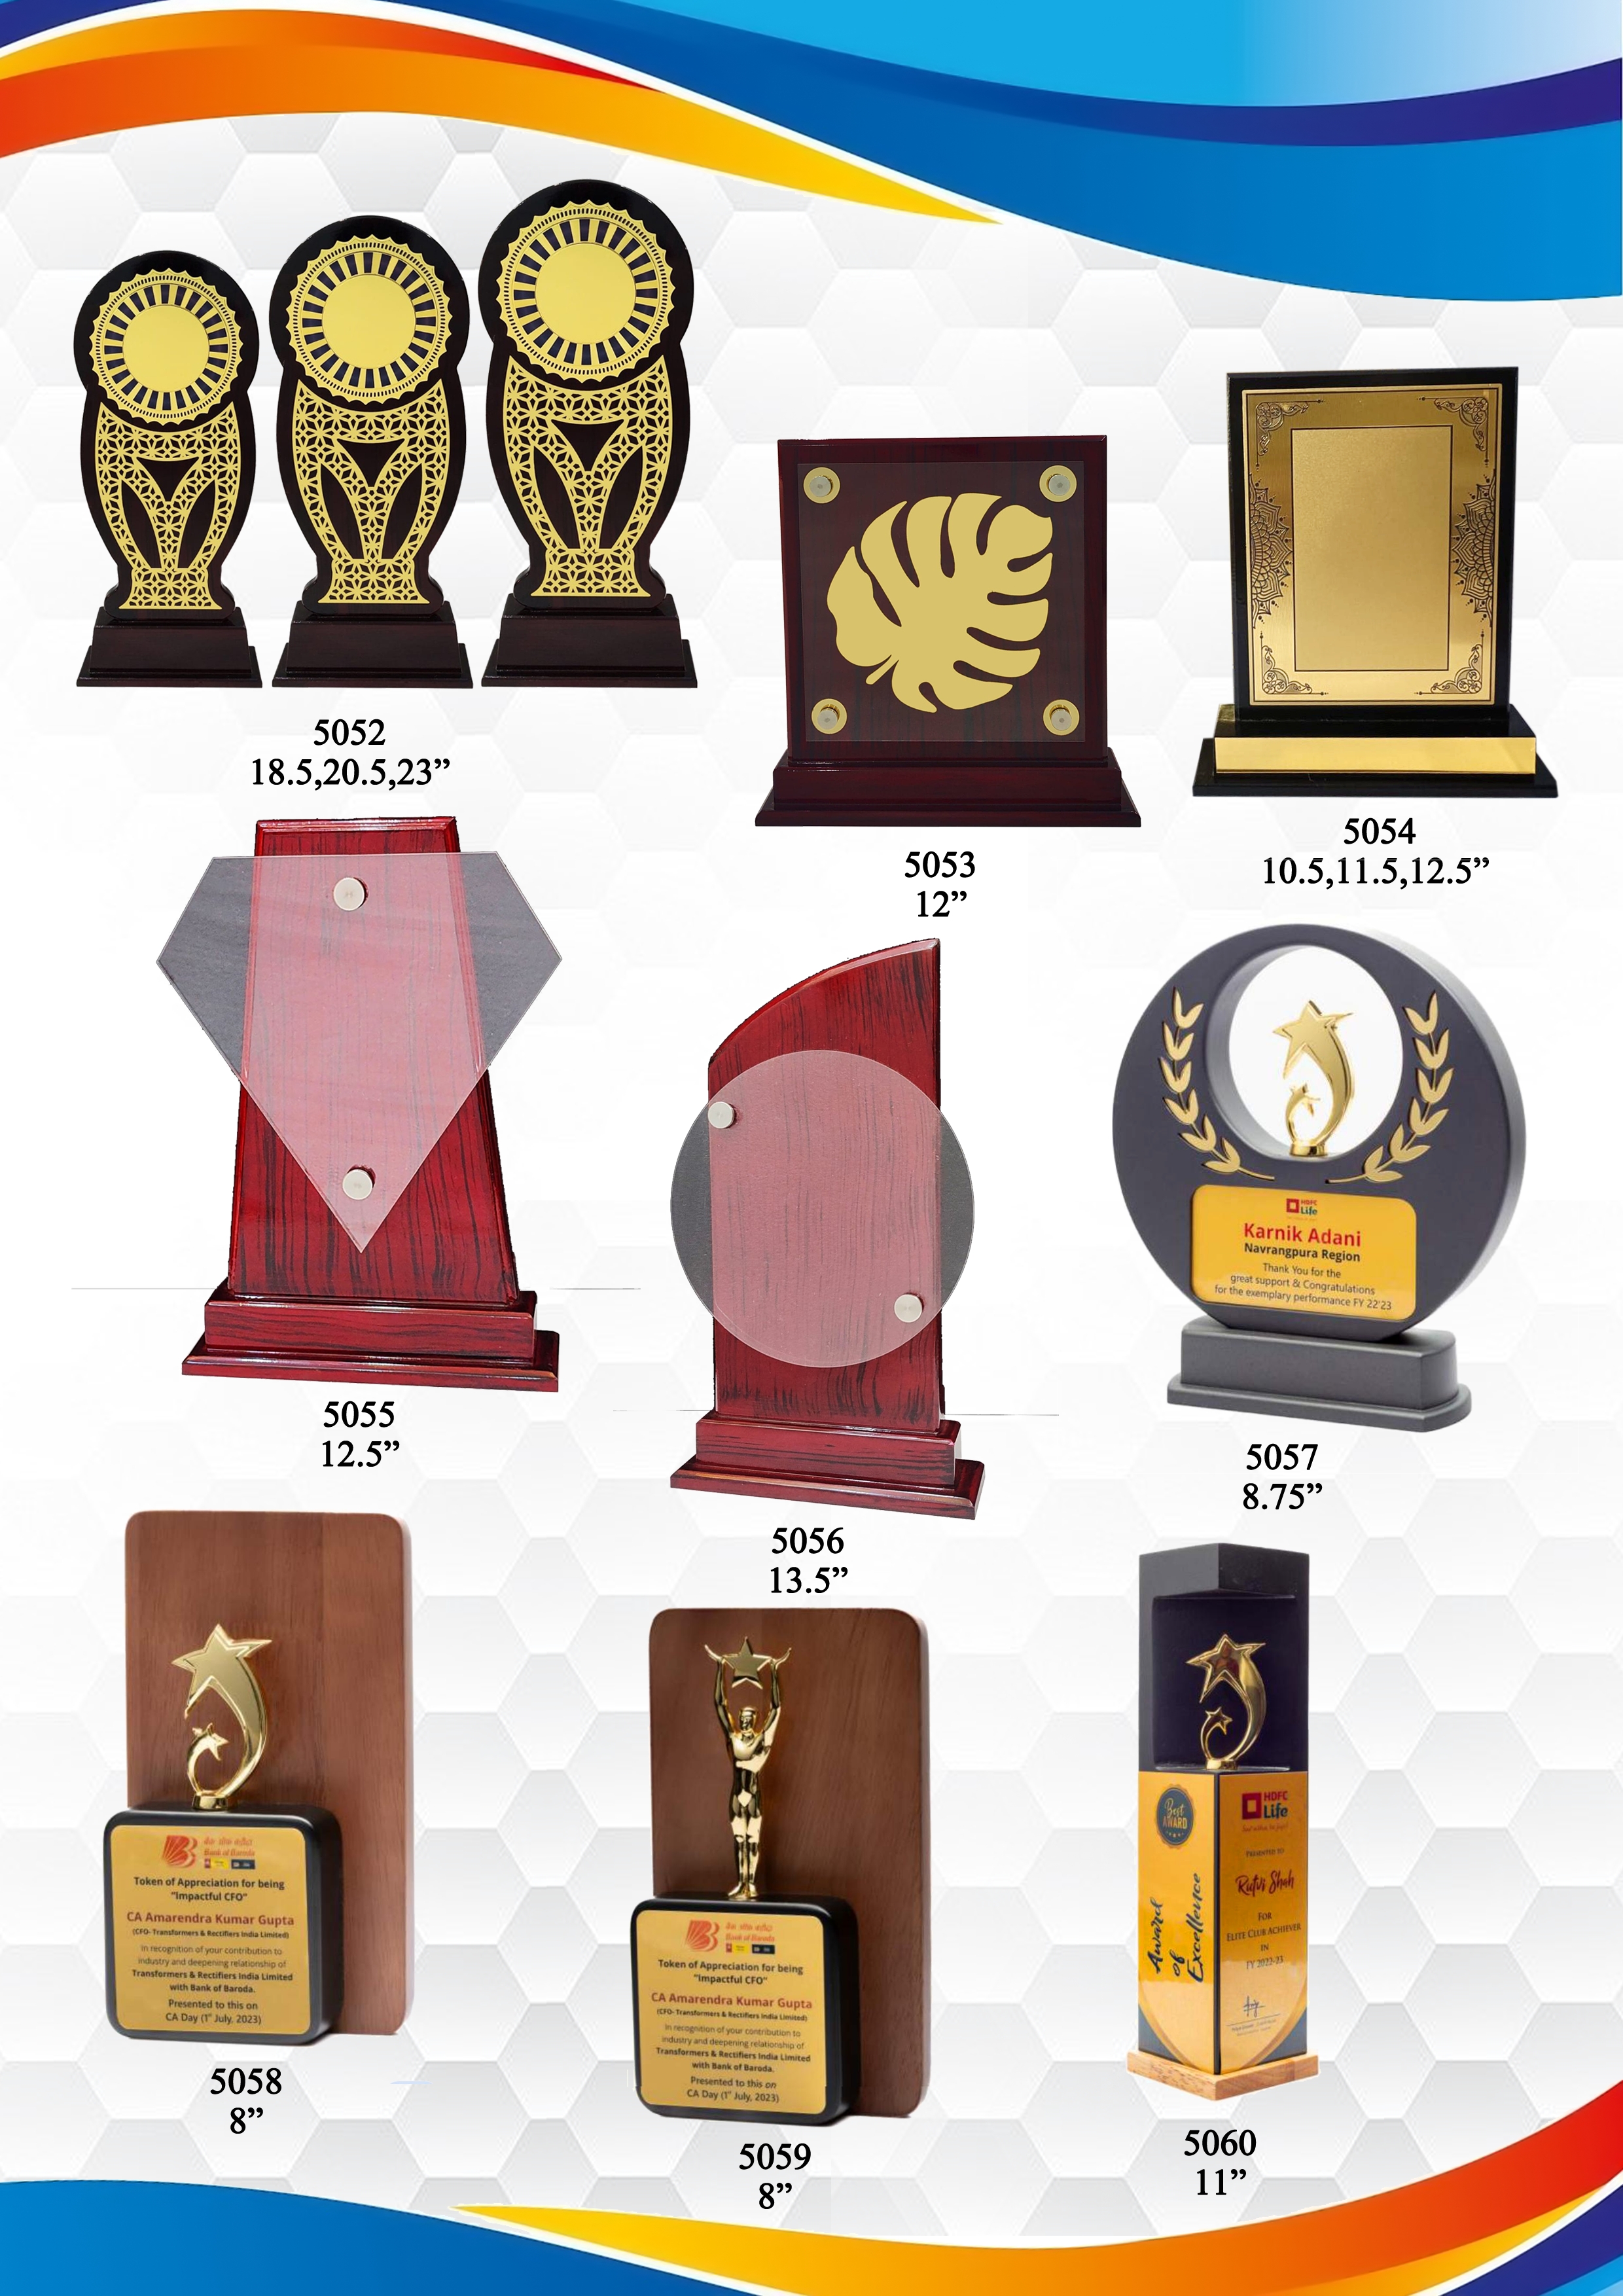 5052
18.5,20.5,23”
5053
12”
5054
10.5,11.5,12.5”
5055
12.5”
5056
13.5”
HDFC
Life
Karnik Adani
Navrangpura Region
Thank You for the
great support & Congratulations
for the exemplary performance FY 22'23
5057
8.75”
Bank of Baroda
Token of Appreciation for being
“Impactful CFO”
CA Amarendra Kumar Gupta
(CFO- Transformers & Rectifiers India Limited)
In recognition of your contribution to
industry and deepening relationship of
Transformers & Rectifiers India Limited
with Bank of Baroda.
Presented to this on
CA Day (1st July, 2023)
5058
8”
Bank of Baroda
Token of Appreciation for being
“Impactful CFO”
CA Amarendra Kumar Gupta
(CFO- Transformers & Rectifiers India Limited)
In recognition of your contribution to
industry and deepening relationship of
Transformers & Rectifiers India Limited
with Bank of Baroda.
Presented to this on
CA Day (1st July, 2023)
5059
8”
Best
AWARD
Award
of
Excellence
HDFC
Life
PRESENTED TO
Rutvi Shah
FOR
ELITE CLUB ACHIEVER
IN
FY 2022-23
5060
11”